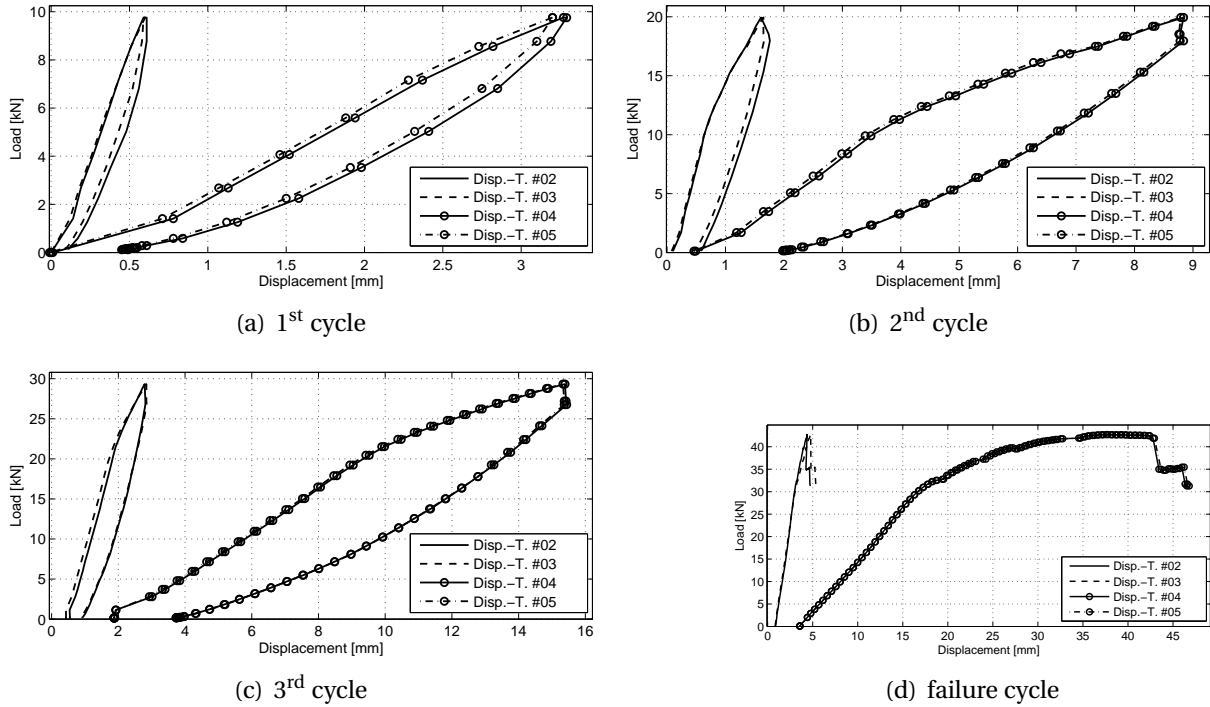 10
8
6
4
2
0
Load [kN]
0
0.5
1
1.5
2
2.5
3
Displacement [mm]
Disp.−T. #02
Disp.−T. #03
Disp.−T. #04
Disp.−T. #05
(a) 1st cycle
20
15
10
5
0
Load [kN]
0
1
2
3
4
5
6
7
8
9
Displacement [mm]
Disp.−T. #02
Disp.−T. #03
Disp.−T. #04
Disp.−T. #05
(b) 2nd cycle
30
25
20
15
10
5
0
Load [kN]
0
2
4
6
8
10
12
14
16
Displacement [mm]
Disp.−T. #02
Disp.−T. #03
Disp.−T. #04
Disp.−T. #05
(c) 3rd cycle
40
35
30
25
20
15
10
5
0
Load [kN]
0
5
10
15
20
25
30
35
40
45
Displacement [mm]
Disp.−T. #02
Disp.−T. #03
Disp.−T. #04
Disp.−T. #05
(d) failure cycle